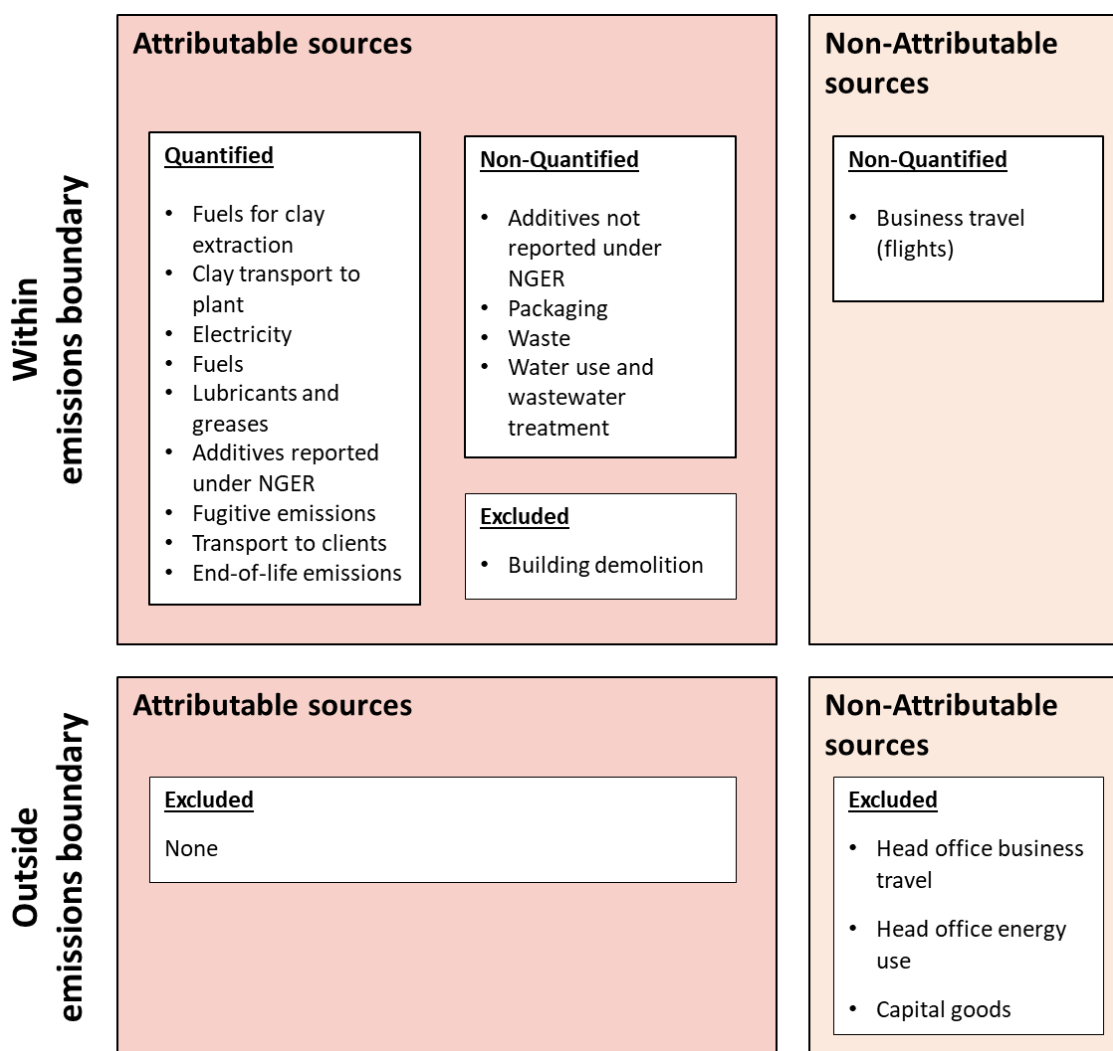 Within
emissions boundary
Attributable sources
Quantified
• Fuels for clay
extraction
• Clay transport to
plant
• Electricity
• Fuels
• Lubricants and
greases
• Additives reported
under NGER
• Fugitive emissions
• Transport to clients
• End-of-life emissions
Non-Quantified
• Additives not
reported under
NGER
• Packaging
• Waste
• Water use and
wastewater
treatment
Excluded
• Building demolition
Non-Attributable
sources
Non-Quantified
• Business travel
(flights)
Outside
emissions boundary
Attributable sources
Excluded
None
Non-Attributable
sources
Excluded
• Head office business
travel
• Head office energy
use
• Capital goods